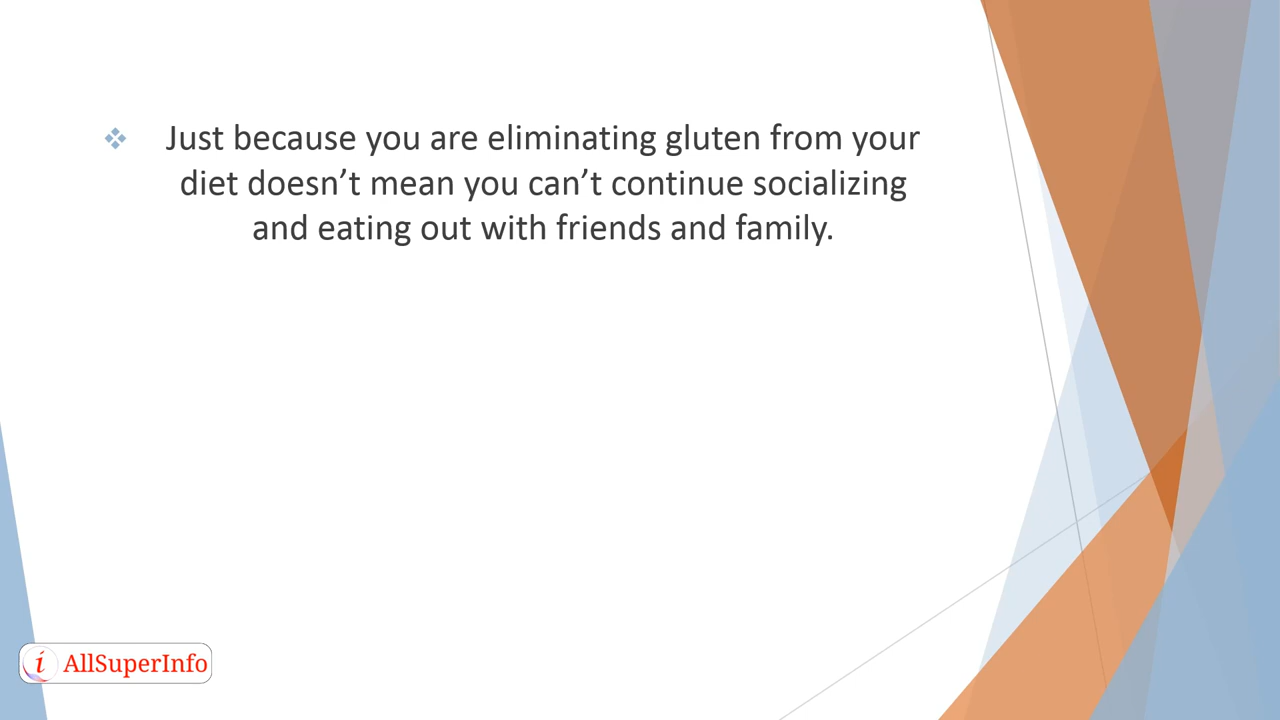 Just because you are eliminating gluten from your
diet doesn’t mean you can’t continue socializing
and eating out with friends and family.
i AllSuperInfo